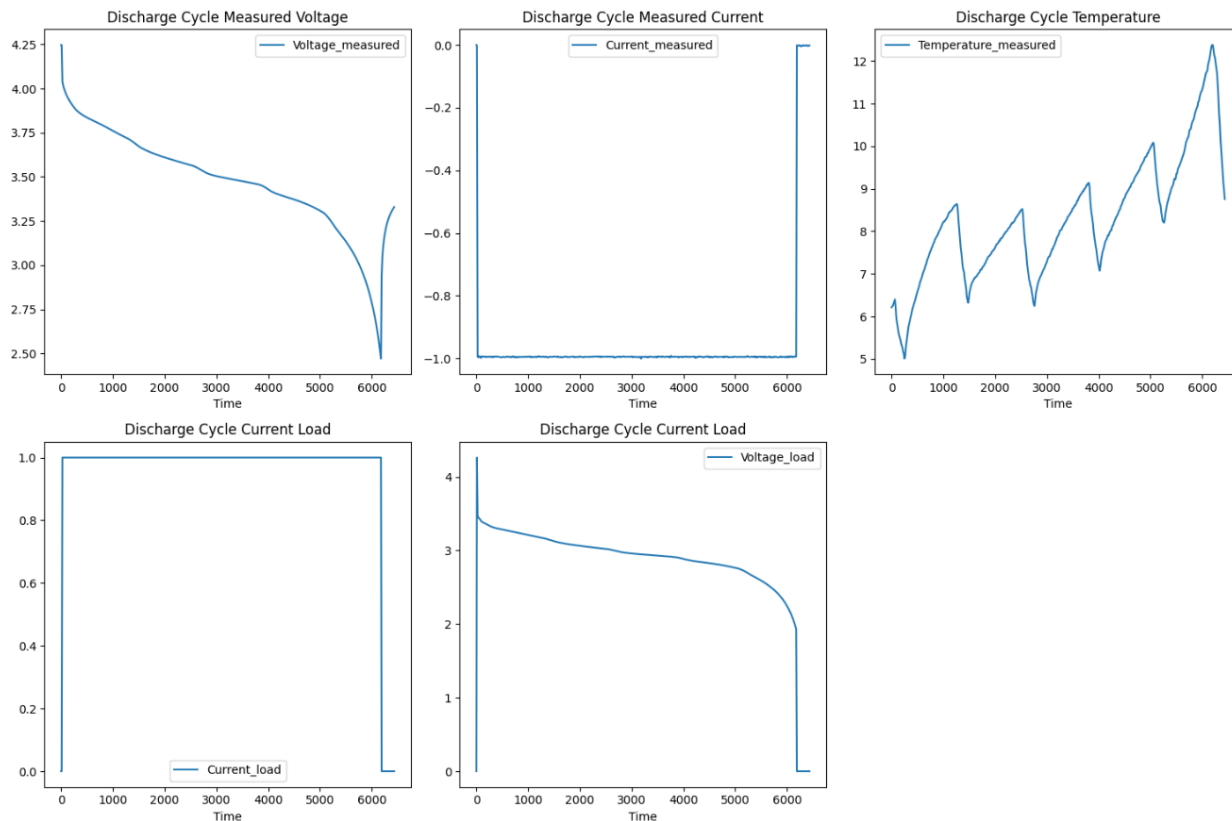 Discharge Cycle Measured Voltage
Voltage_measured
4.25
4.00
3.75
3.50
3.25
3.00
2.75
2.50
0 1000 2000 3000 4000 5000 6000
Time
Discharge Cycle Measured Current
Current_measured
0.0
−0.2
−0.4
−0.6
−0.8
−1.0
0 1000 2000 3000 4000 5000 6000
Time
Discharge Cycle Temperature
Temperature_measured
12
11
10
9
8
7
6
5
0 1000 2000 3000 4000 5000 6000
Time
Discharge Cycle Current Load
1.0
0.8
0.6
0.4
0.2
0.0
Current_load
0 1000 2000 3000 4000 5000 6000
Time
Discharge Cycle Current Load
Voltage_load
4
3
2
1
0
0 1000 2000 3000 4000 5000 6000
Time